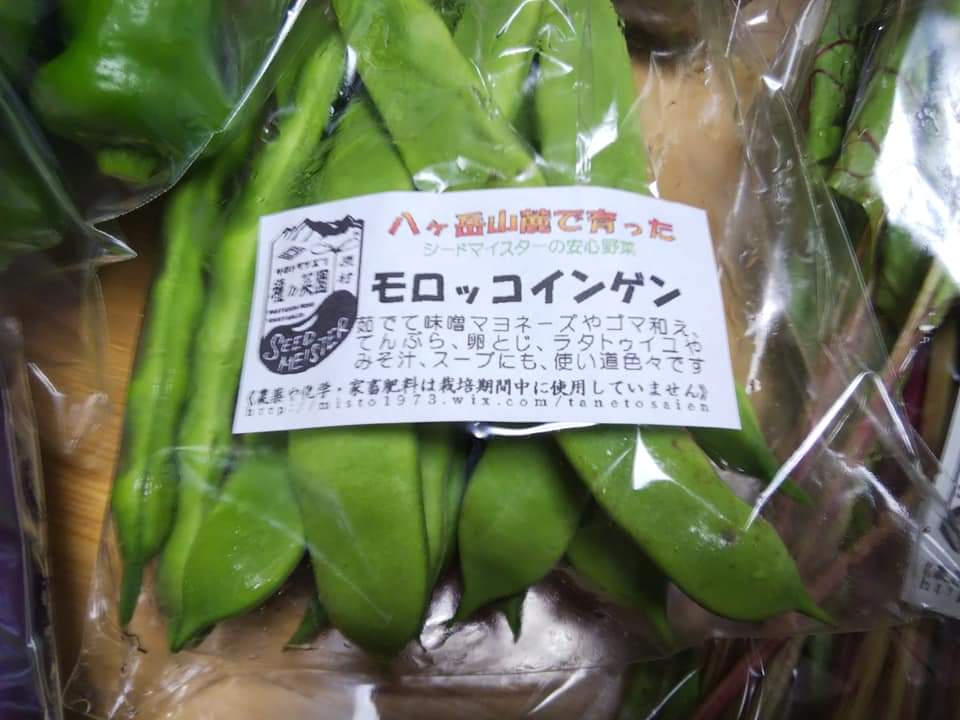 八ヶ岳山麓で育った
シードマイスターの安心野菜
モロッコインゲン
茹でて味噌マヨネーズやゴマ和え、
てんぷら、卵とじ、ラタトゥイユや
みそ汁、スープにも、使い道色々です
《農薬や化学・家畜肥料は栽培期間中に使用していません》
http://misto1973.wix.com/tanetosaien
種の菜園
SEED
MEISTER